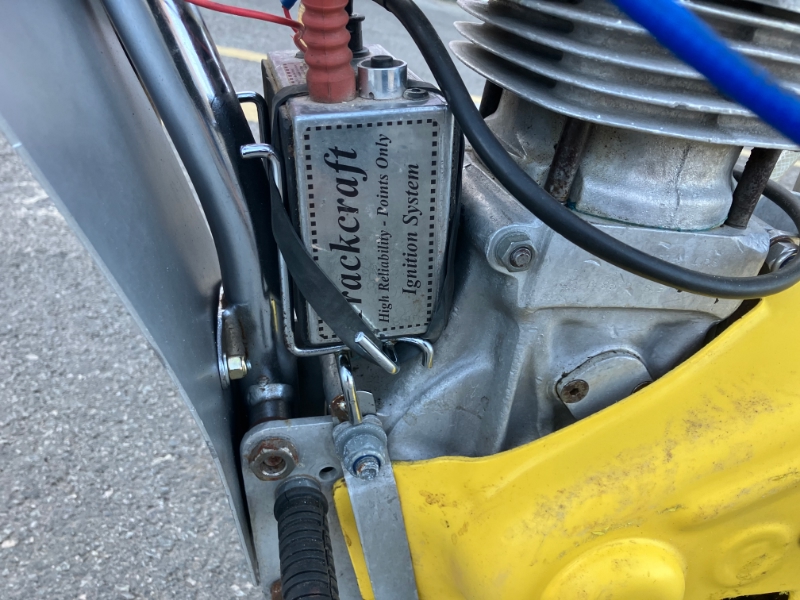 rackcraft
High Reliability - Points Only
Ignition System